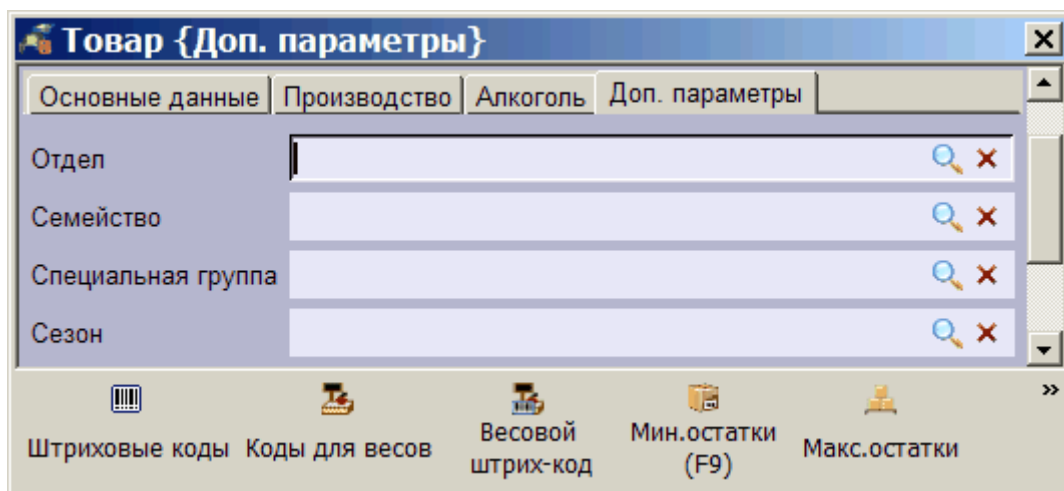 Товар {Доп. параметры}
Основные данные Производство Алкоголь Доп. параметры
Отдел
Семейство
Специальная группа
Сезон
Штриховые коды Коды для весов Весовой штрих-код Мин.остатки (F9) Макс.остатки